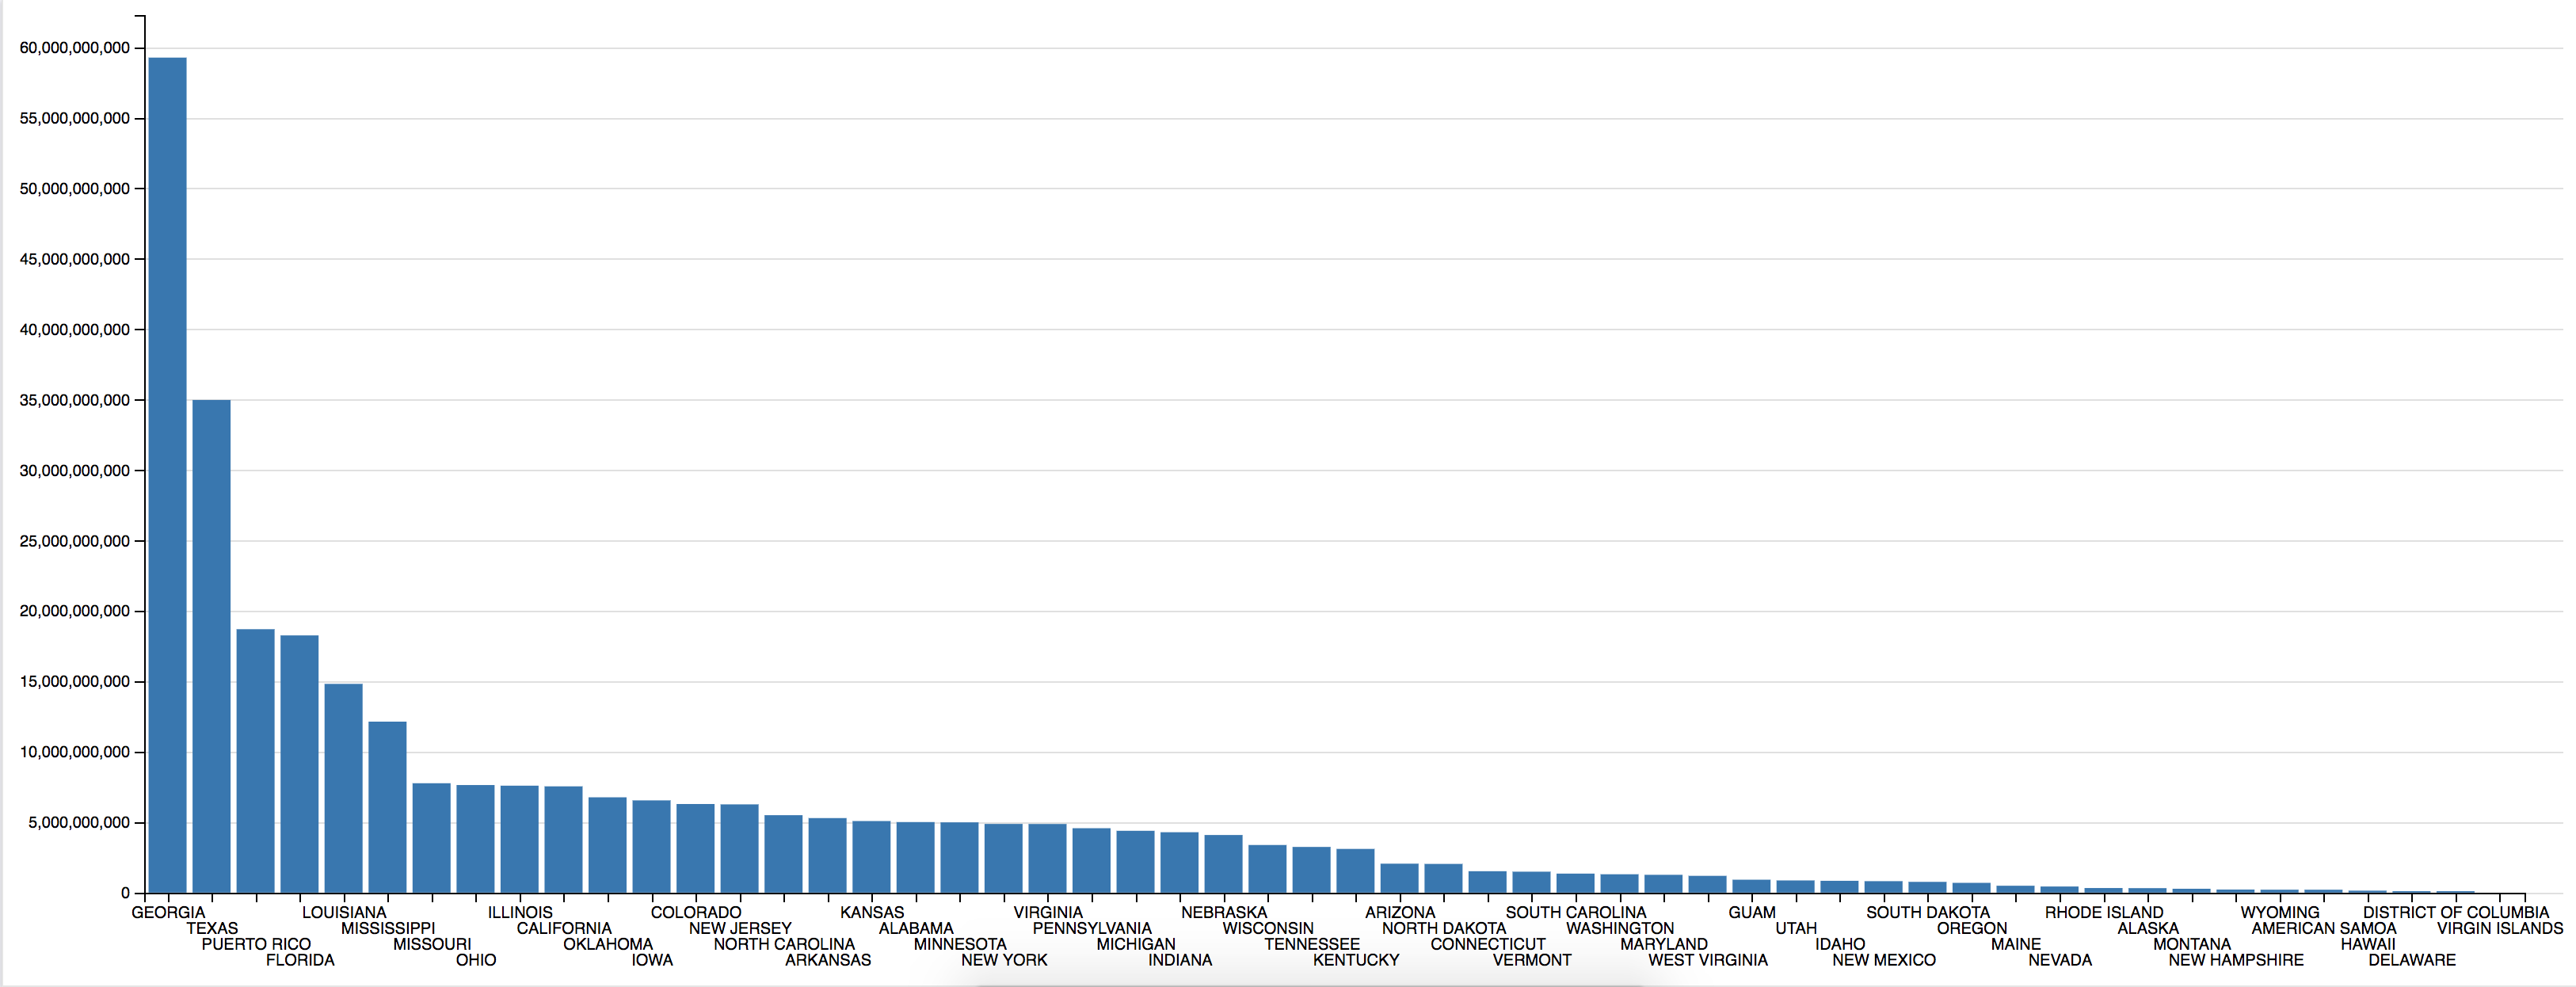 60,000,000,000
55,000,000,000
50,000,000,000
45,000,000,000
40,000,000,000
35,000,000,000
30,000,000,000
25,000,000,000
20,000,000,000
15,000,000,000
10,000,000,000
5,000,000,000
0
GEORGIA
TEXAS
PUERTO RICO
FLORIDA
LOUISIANA
MISSISSIPPI
MISSOURI
OHIO
ILLINOIS
CALIFORNIA
OKLAHOMA
IOWA
COLORADO
NEW JERSEY
NORTH CAROLINA
ARKANSAS
KANSAS
ALABAMA
MINNESOTA
NEW YORK
VIRGINIA
PENNSYLVANIA
MICHIGAN
INDIANA
NEBRASKA
WISCONSIN
TENNESSEE
KENTUCKY
ARIZONA
NORTH DAKOTA
CONNECTICUT
VERMONT
SOUTH CAROLINA
WASHINGTON
MARYLAND
WEST VIRGINIA
GUAM
UTAH
IDAHO
NEW MEXICO
SOUTH DAKOTA
OREGON
MAINE
NEVADA
RHODE ISLAND
ALASKA
MONTANA
NEW HAMPSHIRE
WYOMING
AMERICAN SAMOA
HAWAII
DELAWARE
DISTRICT OF COLUMBIA
VIRGIN ISLANDS